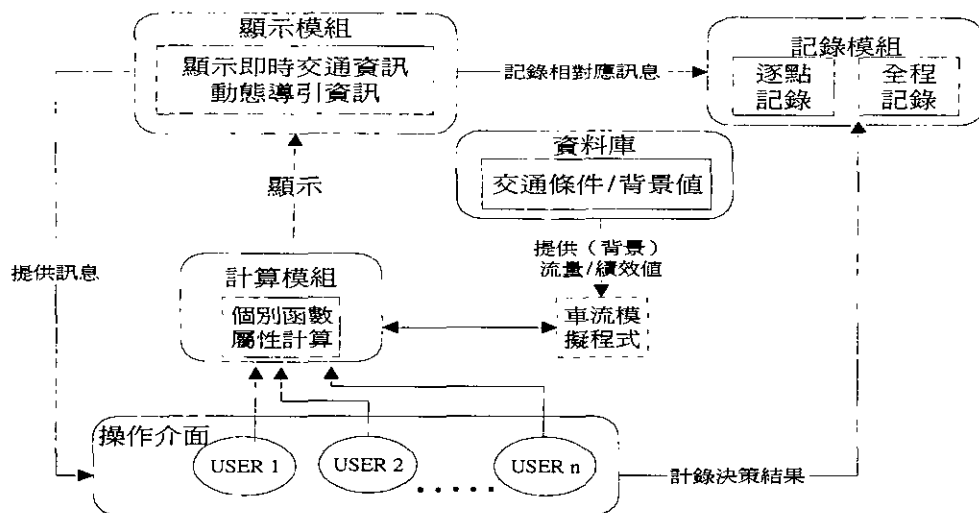 顯示模組
顯示即時交通資訊
動態導引資訊
記錄相對應訊息
記錄模組
逐點
記錄
全程
記錄
資料庫
交通條件/背景值
顯示
提供（背景）
流量/績效值
提供訊息
計算模組
個別函數
屬性計算
車流模
擬程式
操作介面
USER 1
USER 2
.....
USER n
計錄決策結果